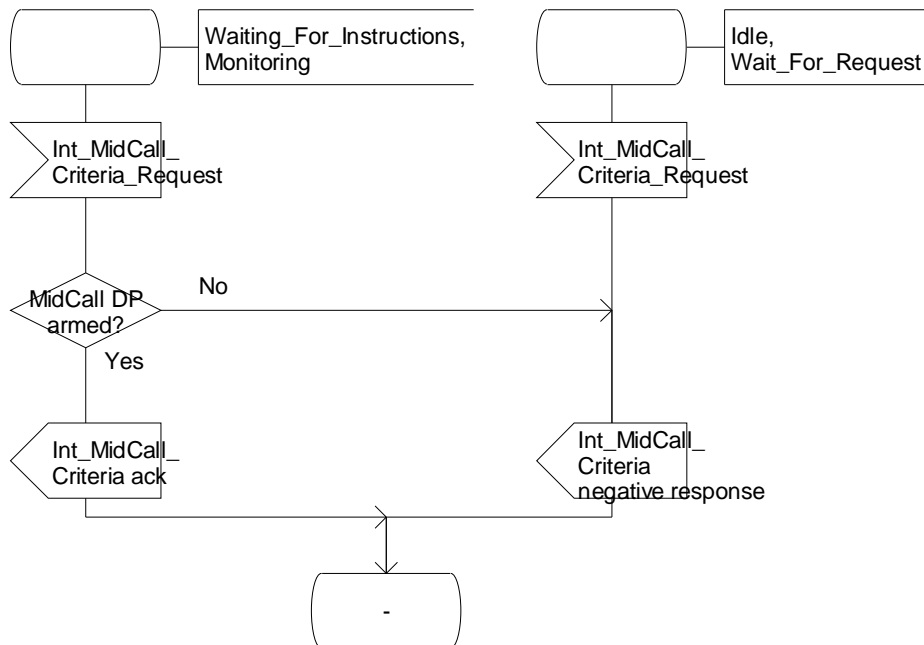 Waiting_For_Instructions,
Monitoring
Idle,
Wait_For_Request
Int_MidCall_
Criteria_Request
Int_MidCall_
Criteria_Request
MidCall DP
armed?
No
Yes
Int_MidCall_
Criteria ack
Int_MidCall_
Criteria
negative response
-